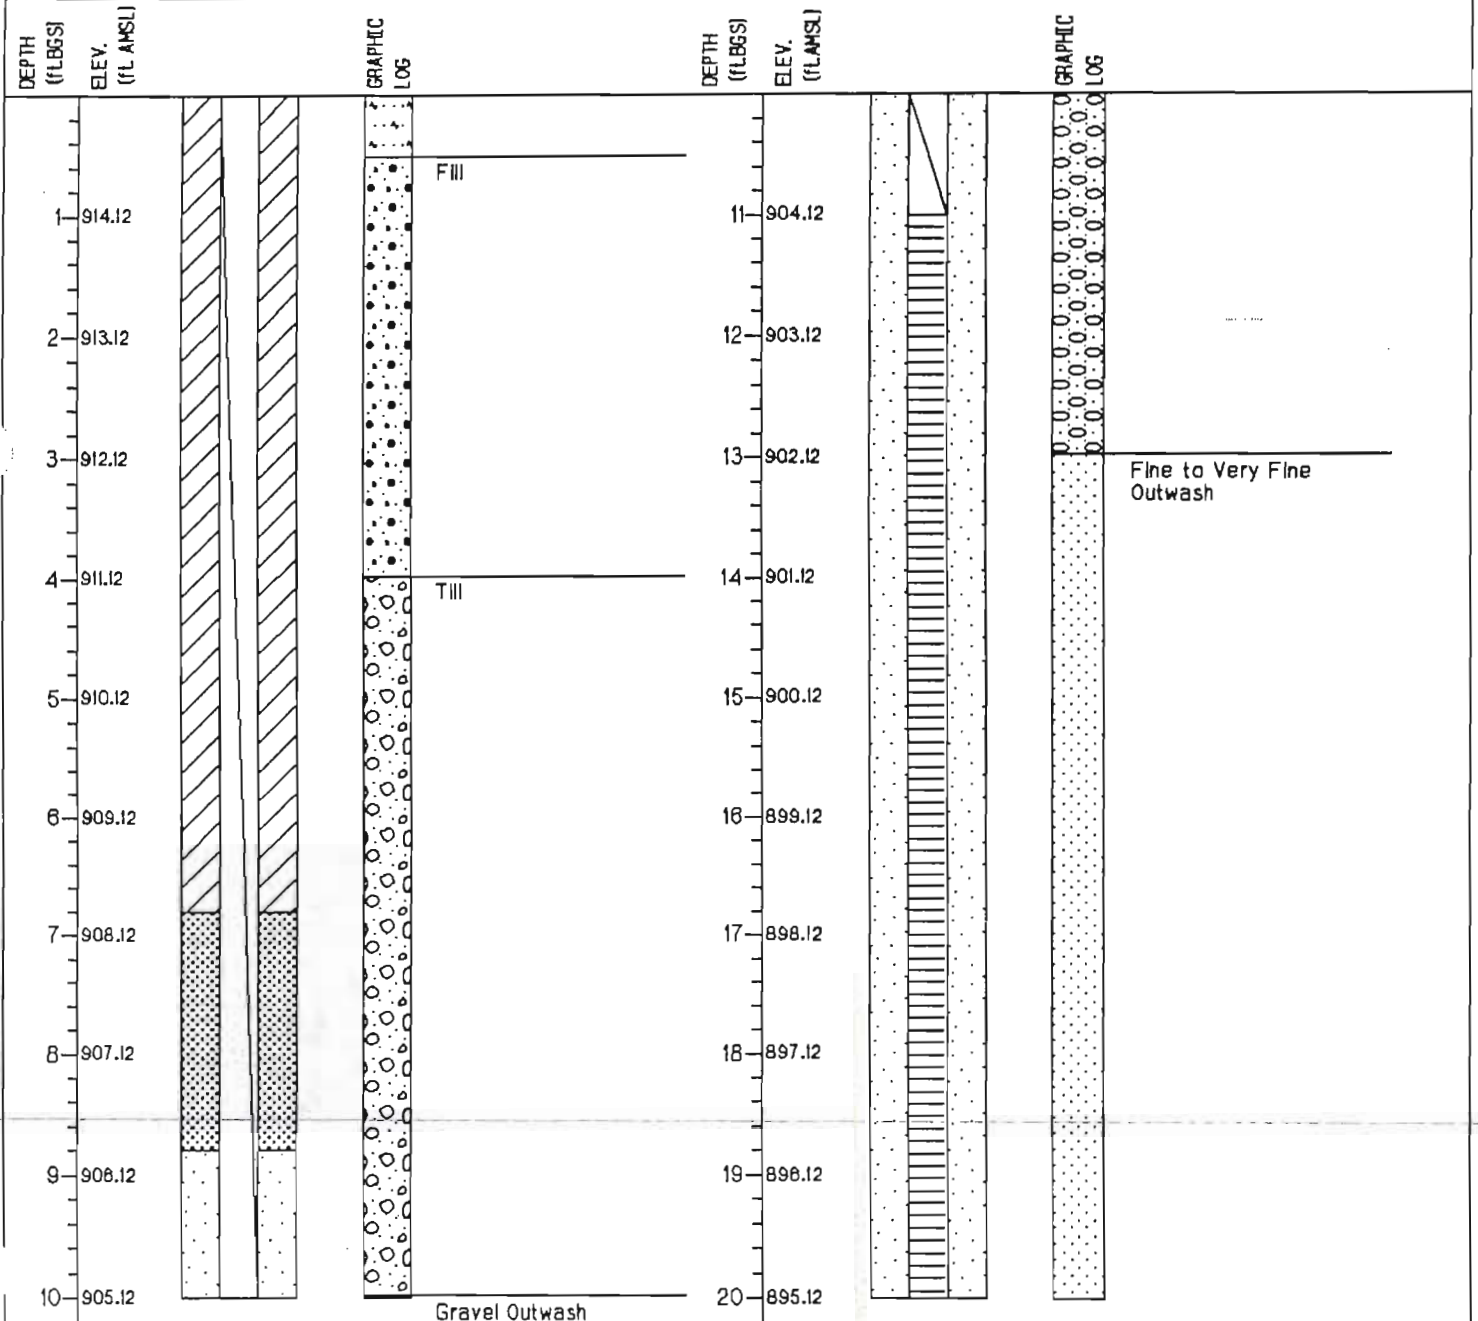 DEPTH
(ft.BGS)
ELEV.
(ft. AMSL)
GRAPHIC
LOG
Fill
1 914.12
2 913.12
3 912.12
4 911.12
Till
5 910.12
6 909.12
7 908.12
8 907.12
9 906.12
10 905.12
Gravel Outwash
DEPTH
(ft.BGS)
ELEV.
(ft.AMSL)
GRAPHIC
LOG
11 904.12
12 903.12
13 902.12
Fine to Very Fine
Outwash
14 901.12
15 900.12
16 899.12
17 898.12
18 897.12
19 896.12
20 895.12